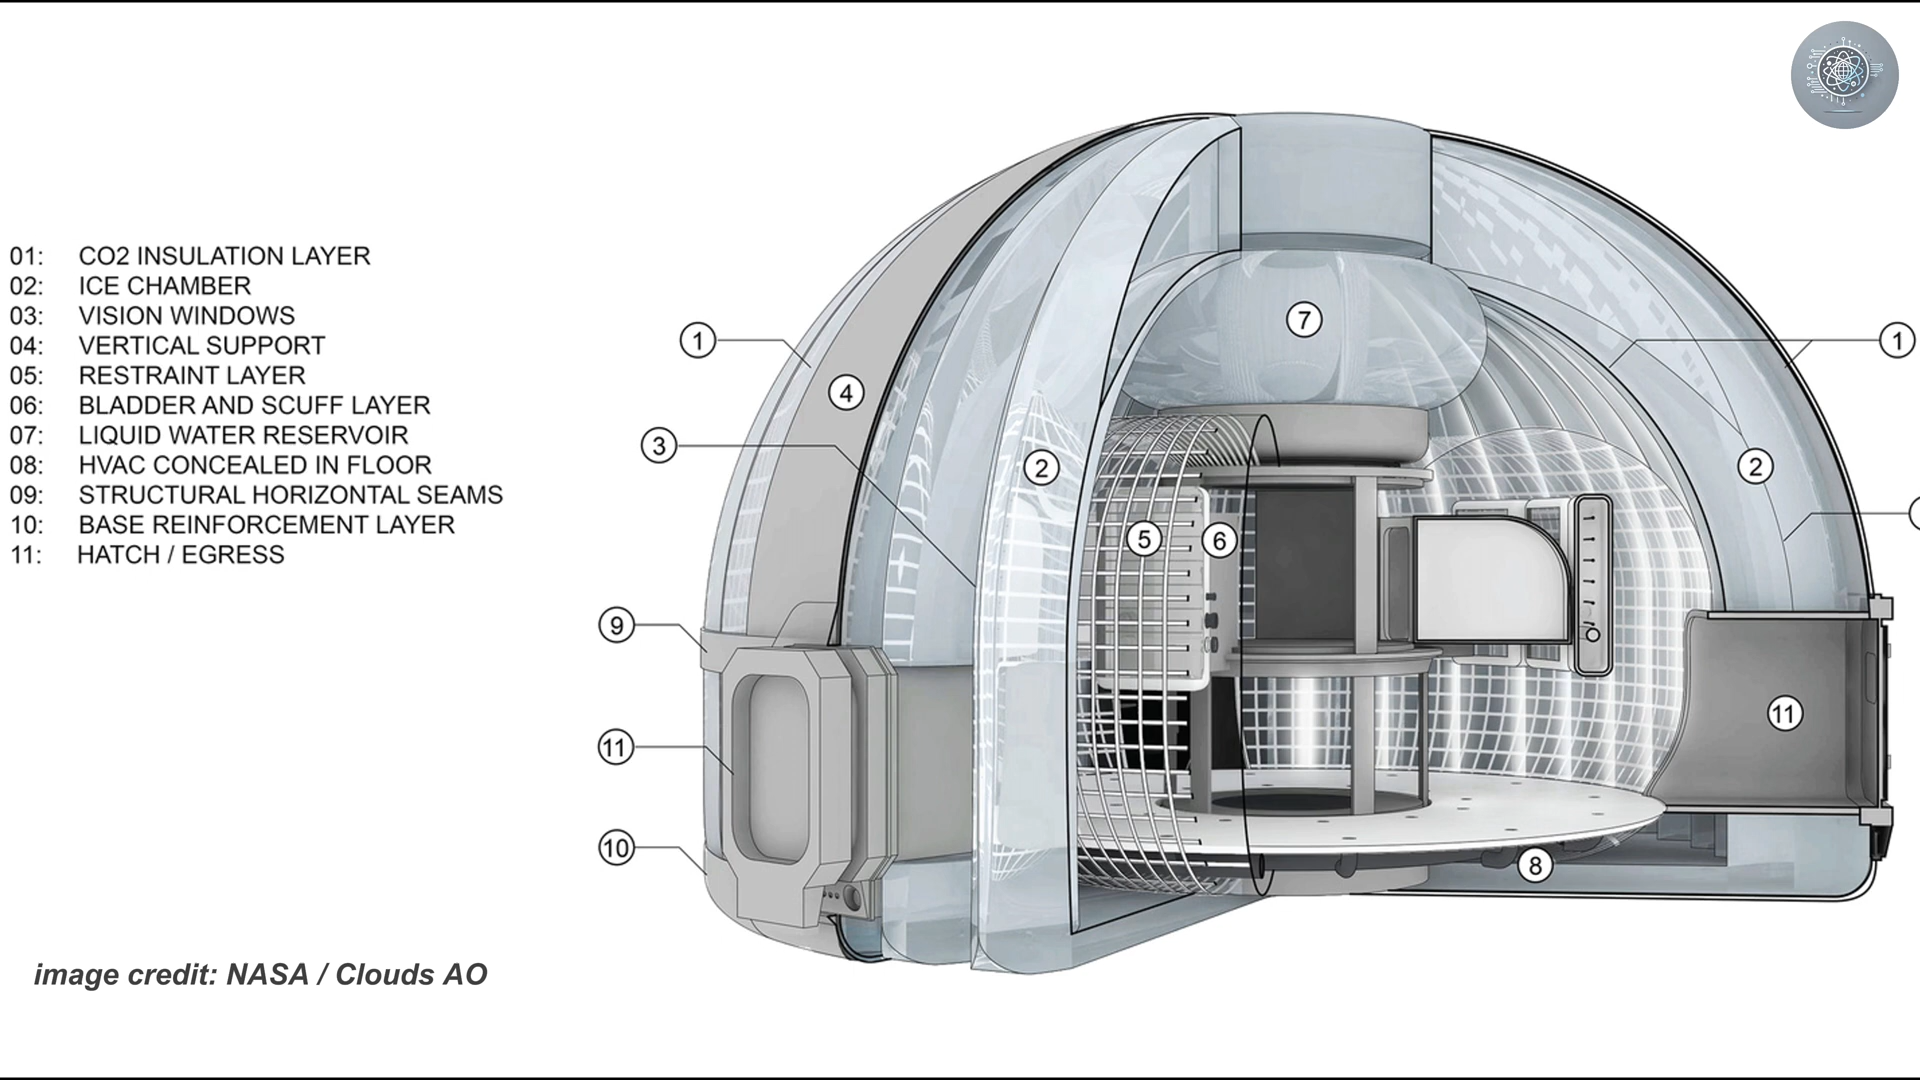 01: CO2 INSULATION LAYER
02: ICE CHAMBER
03: VISION WINDOWS
04: VERTICAL SUPPORT
05: RESTRAINT LAYER
06: BLADDER AND SCUFF LAYER
07: LIQUID WATER RESERVOIR
08: HVAC CONCEALED IN FLOOR
09: STRUCTURAL HORIZONTAL SEAMS
10: BASE REINFORCEMENT LAYER
11: HATCH / EGRESS
7
1
1
4
3
2
2
5
6
9
11
11
10
8
image credit: NASA / Clouds AO